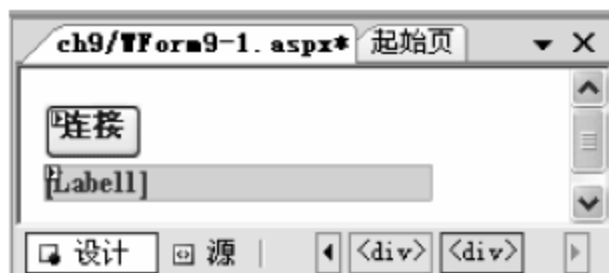 ch9/WForm9-1.aspx* 起始页
连接
[Label1]
设计 源 <div> <div>